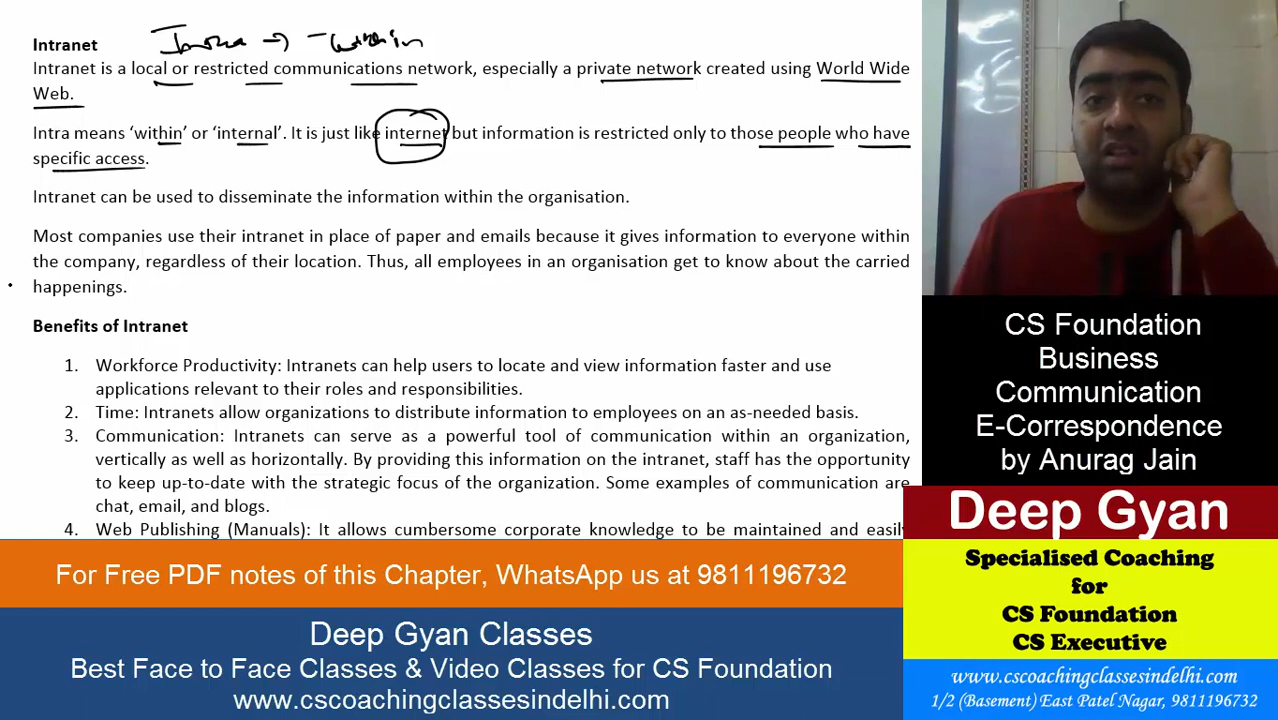 Intranet Intra → - within
Intranet is a local or restricted communications network, especially a private network created using World Wide
Web.
Intra means ‘within’ or ‘internal’. It is just like internet but information is restricted only to those people who have
specific access.
Intranet can be used to disseminate the information within the organisation.
Most companies use their intranet in place of paper and emails because it gives information to everyone within
the company, regardless of their location. Thus, all employees in an organisation get to know about the carried
happenings.
Benefits of Intranet
1. Workforce Productivity: Intranets can help users to locate and view information faster and use
applications relevant to their roles and responsibilities.
2. Time: Intranets allow organizations to distribute information to employees on an as-needed basis.
3. Communication: Intranets can serve as a powerful tool of communication within an organization,
vertically as well as horizontally. By providing this information on the intranet, staff has the opportunity
to keep up-to-date with the strategic focus of the organization. Some examples of communication are
chat, email, and blogs.
4. Web Publishing (Manuals): It allows cumbersome corporate knowledge to be maintained and easily
For Free PDF notes of this Chapter, WhatsApp us at 9811196732
Deep Gyan Classes
Best Face to Face Classes & Video Classes for CS Foundation
www.cscoachingclassesindelhi.com
CS Foundation
Business
Communication
E-Correspondence
by Anurag Jain
Deep Gyan
Specialised Coaching
for
CS Foundation
CS Executive
www.cscoachingclassesindelhi.com
1/2 (Basement) East Patel Nagar, 9811196732